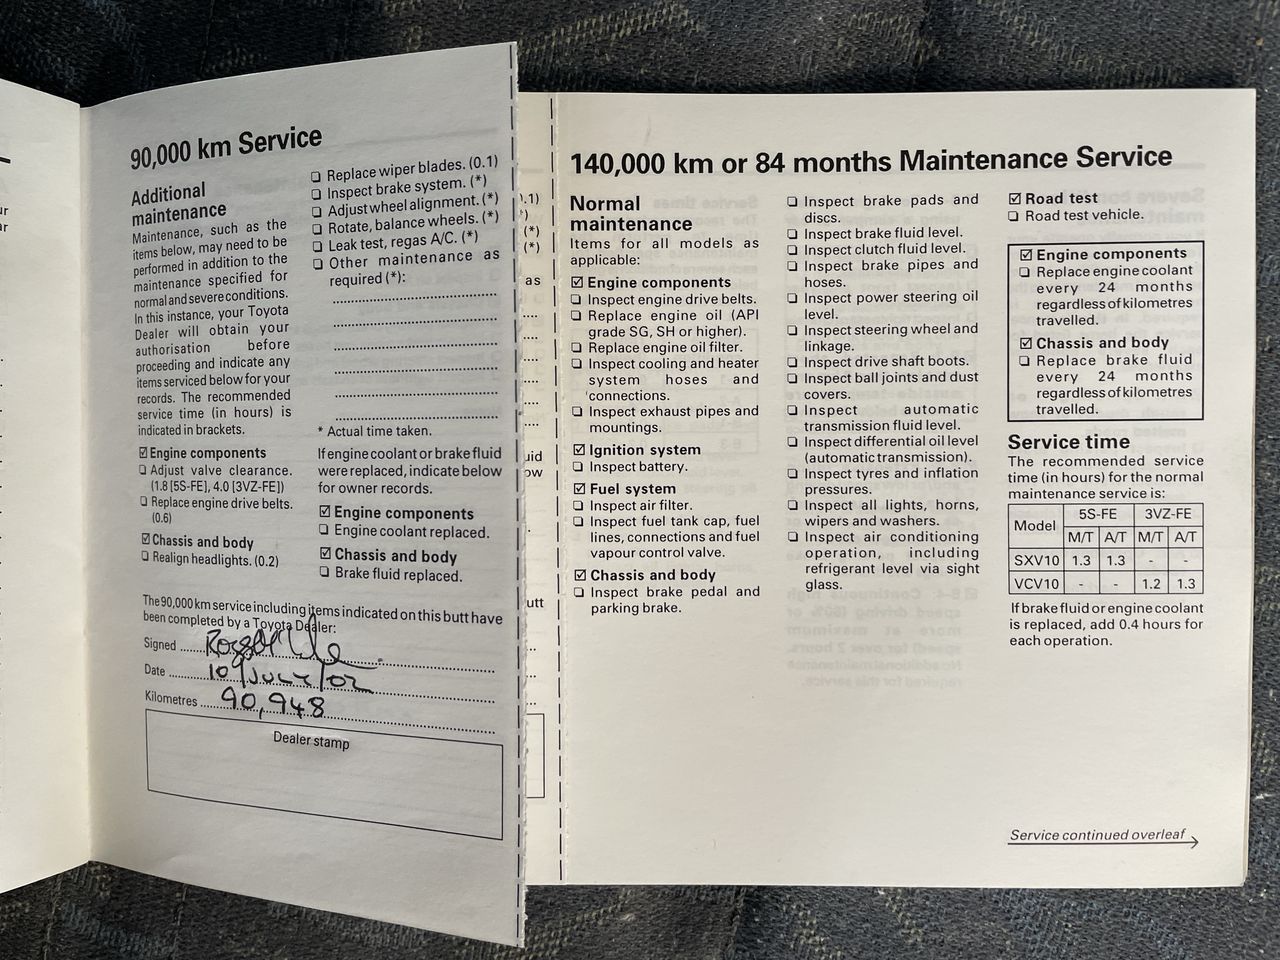 90,000 km Service
Additional
maintenance
Maintenance, such as the
items below, may need to be
performed in addition to the
maintenance specified for
normal and severe conditions.
In this instance, your Toyota
Dealer will obtain your
authorisation before
proceeding and indicate any
items serviced below for your
records. The recommended
service time (in hours) is
indicated in brackets.
☑ Engine components
❏ Adjust valve clearance.
(1.8 [5S-FE], 4.0 [3VZ-FE])
❏ Replace engine drive belts.
(0.6)
☑ Chassis and body
❏ Realign headlights. (0.2)
❏ Replace wiper blades. (0.1)
❏ Inspect brake system. (*)
❏ Adjust wheel alignment. (*)
❏ Rotate, balance wheels. (*)
❏ Leak test, regas A/C. (*)
❏ Other maintenance as
required (*):
* Actual time taken.
If engine coolant or brake fluid
were replaced, indicate below
for owner records.
☑ Engine components
❏ Engine coolant replaced.
☑ Chassis and body
❏ Brake fluid replaced.
The 90,000 km service including items indicated on this butt have
been completed by a Toyota Dealer:
Signed
Date 10/JULY/02
Kilometres 90,948
Dealer stamp
140,000 km or 84 months Maintenance Service
Normal
maintenance
Items for all models as
applicable:
☑ Engine components
❏ Inspect engine drive belts.
❏ Replace engine oil (API
grade SG, SH or higher).
❏ Replace engine oil filter.
❏ Inspect cooling and heater
system hoses and
connections.
❏ Inspect exhaust pipes and
mountings.
☑ Ignition system
❏ Inspect battery.
☑ Fuel system
❏ Inspect air filter.
❏ Inspect fuel tank cap, fuel
lines, connections and fuel
vapour control valve.
☑ Chassis and body
❏ Inspect brake pedal and
parking brake.
❏ Inspect brake pads and
discs.
❏ Inspect brake fluid level.
❏ Inspect clutch fluid level.
❏ Inspect brake pipes and
hoses.
❏ Inspect power steering oil
level.
❏ Inspect steering wheel and
linkage.
❏ Inspect drive shaft boots.
❏ Inspect ball joints and dust
covers.
❏ Inspect automatic
transmission fluid level.
❏ Inspect differential oil level
(automatic transmission).
❏ Inspect tyres and inflation
pressures.
❏ Inspect all lights, horns,
wipers and washers.
❏ Inspect air conditioning
operation, including
refrigerant level via sight
glass.
☑ Road test
❏ Road test vehicle.
☑ Engine components
❏ Replace engine coolant
every 24 months
regardless of kilometres
travelled.
☑ Chassis and body
❏ Replace brake fluid
every 24 months
regardless of kilometres
travelled.
Service time
The recommended service
time (in hours) for the normal
maintenance service is:
Model 5S-FE 3VZ-FE
M/T A/T M/T A/T
SXV10 1.3 1.3 - -
VCV10 - - 1.2 1.3
If brake fluid or engine coolant
is replaced, add 0.4 hours for
each operation.
Service continued overleaf